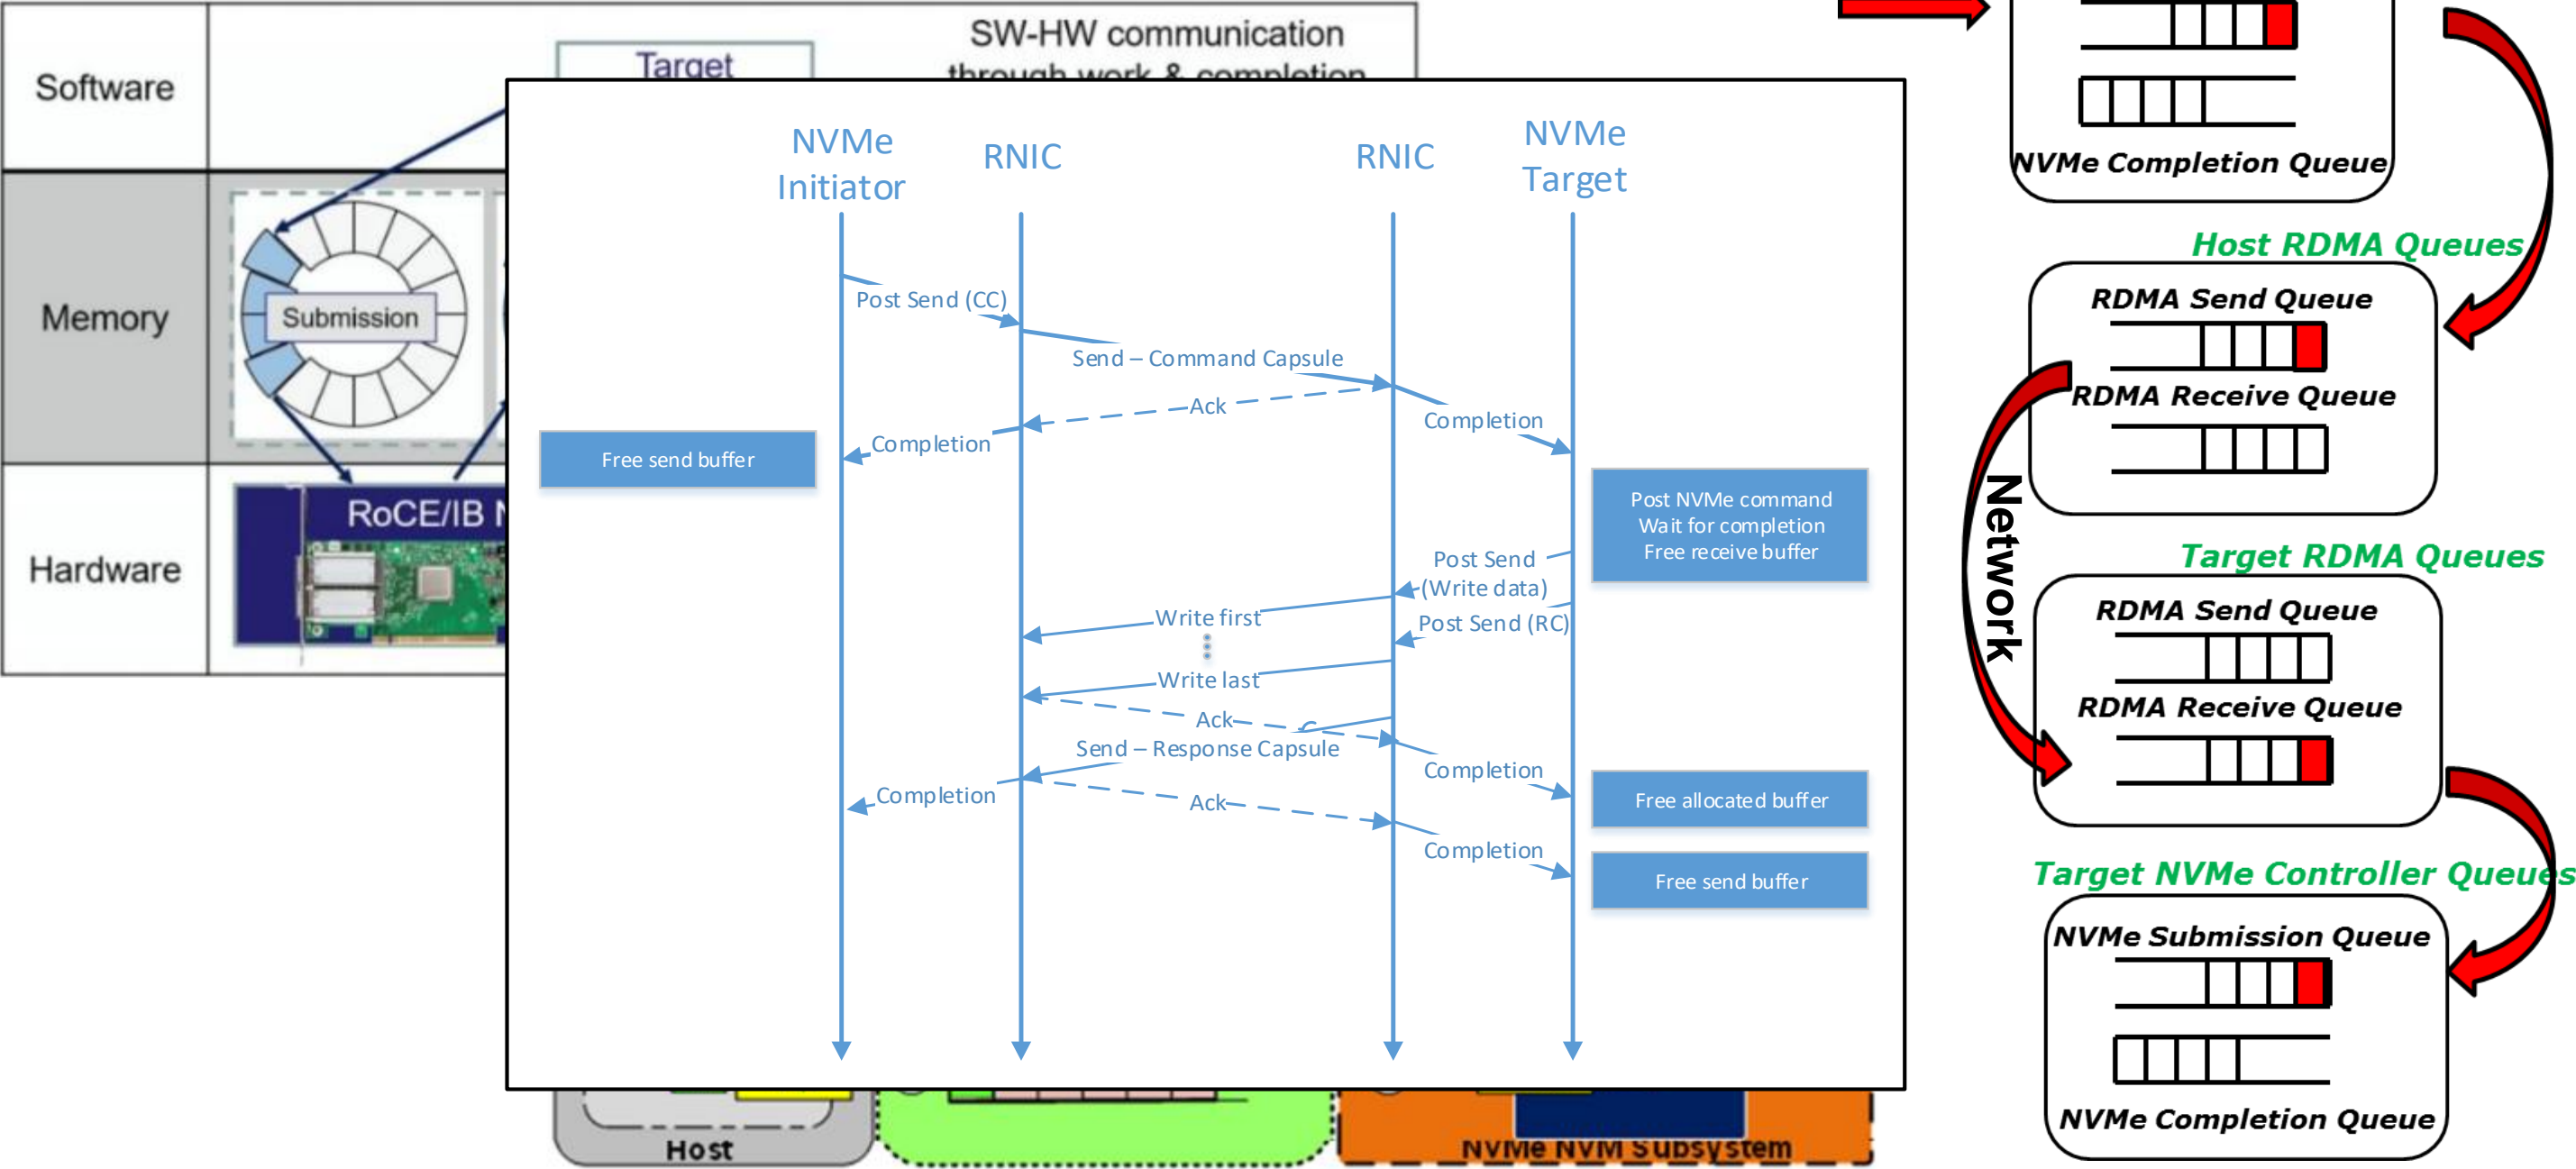 Software
Memory
Hardware
Target
SW-HW communication
through work & completion
Submission
RoCE/IB
NVMe
Initiator
RNIC
RNIC
NVMe
Target
Post Send (CC)
Send – Command Capsule
Ack
Completion
Completion
Free send buffer
Post NVMe command
Wait for completion
Free receive buffer
Post Send
(Write data)
Write first
Post Send (RC)
Write last
Ack
Send – Response Capsule
Completion
Completion
Ack
Free allocated buffer
Completion
Free send buffer
Host
NVMe NVM Subsystem
NVMe Completion Queue
Host RDMA Queues
RDMA Send Queue
RDMA Receive Queue
Network
Target RDMA Queues
RDMA Send Queue
RDMA Receive Queue
Target NVMe Controller Queues
NVMe Submission Queue
NVMe Completion Queue